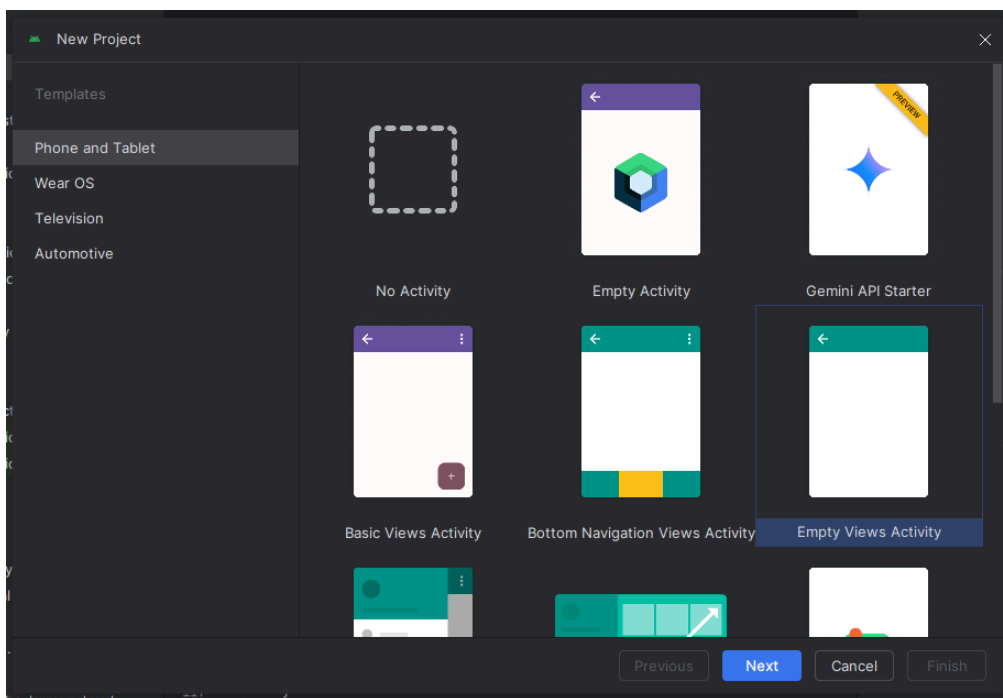 New Project
Templates
Phone and Tablet
Wear OS
Television
Automotive
PREVIEW
No Activity
Empty Activity
Gemini API Starter
Basic Views Activity
Bottom Navigation Views Activity
Empty Views Activity
Previous
Next
Cancel
Finish